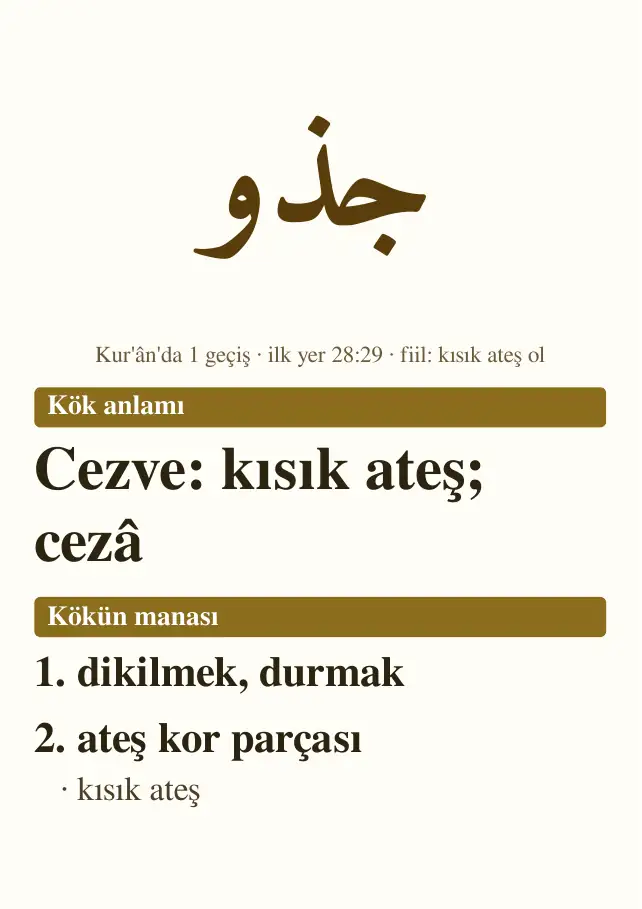 جذو
Kur'ân'da 1 geçiş · ilk yer 28:29 · fiil: kısık ateş ol
Kök anlamı
Cezve: kısık ateş;
cezâ
Kökün manası
1. dikilmek, durmak
2. ateş kor parçası
· kısık ateş